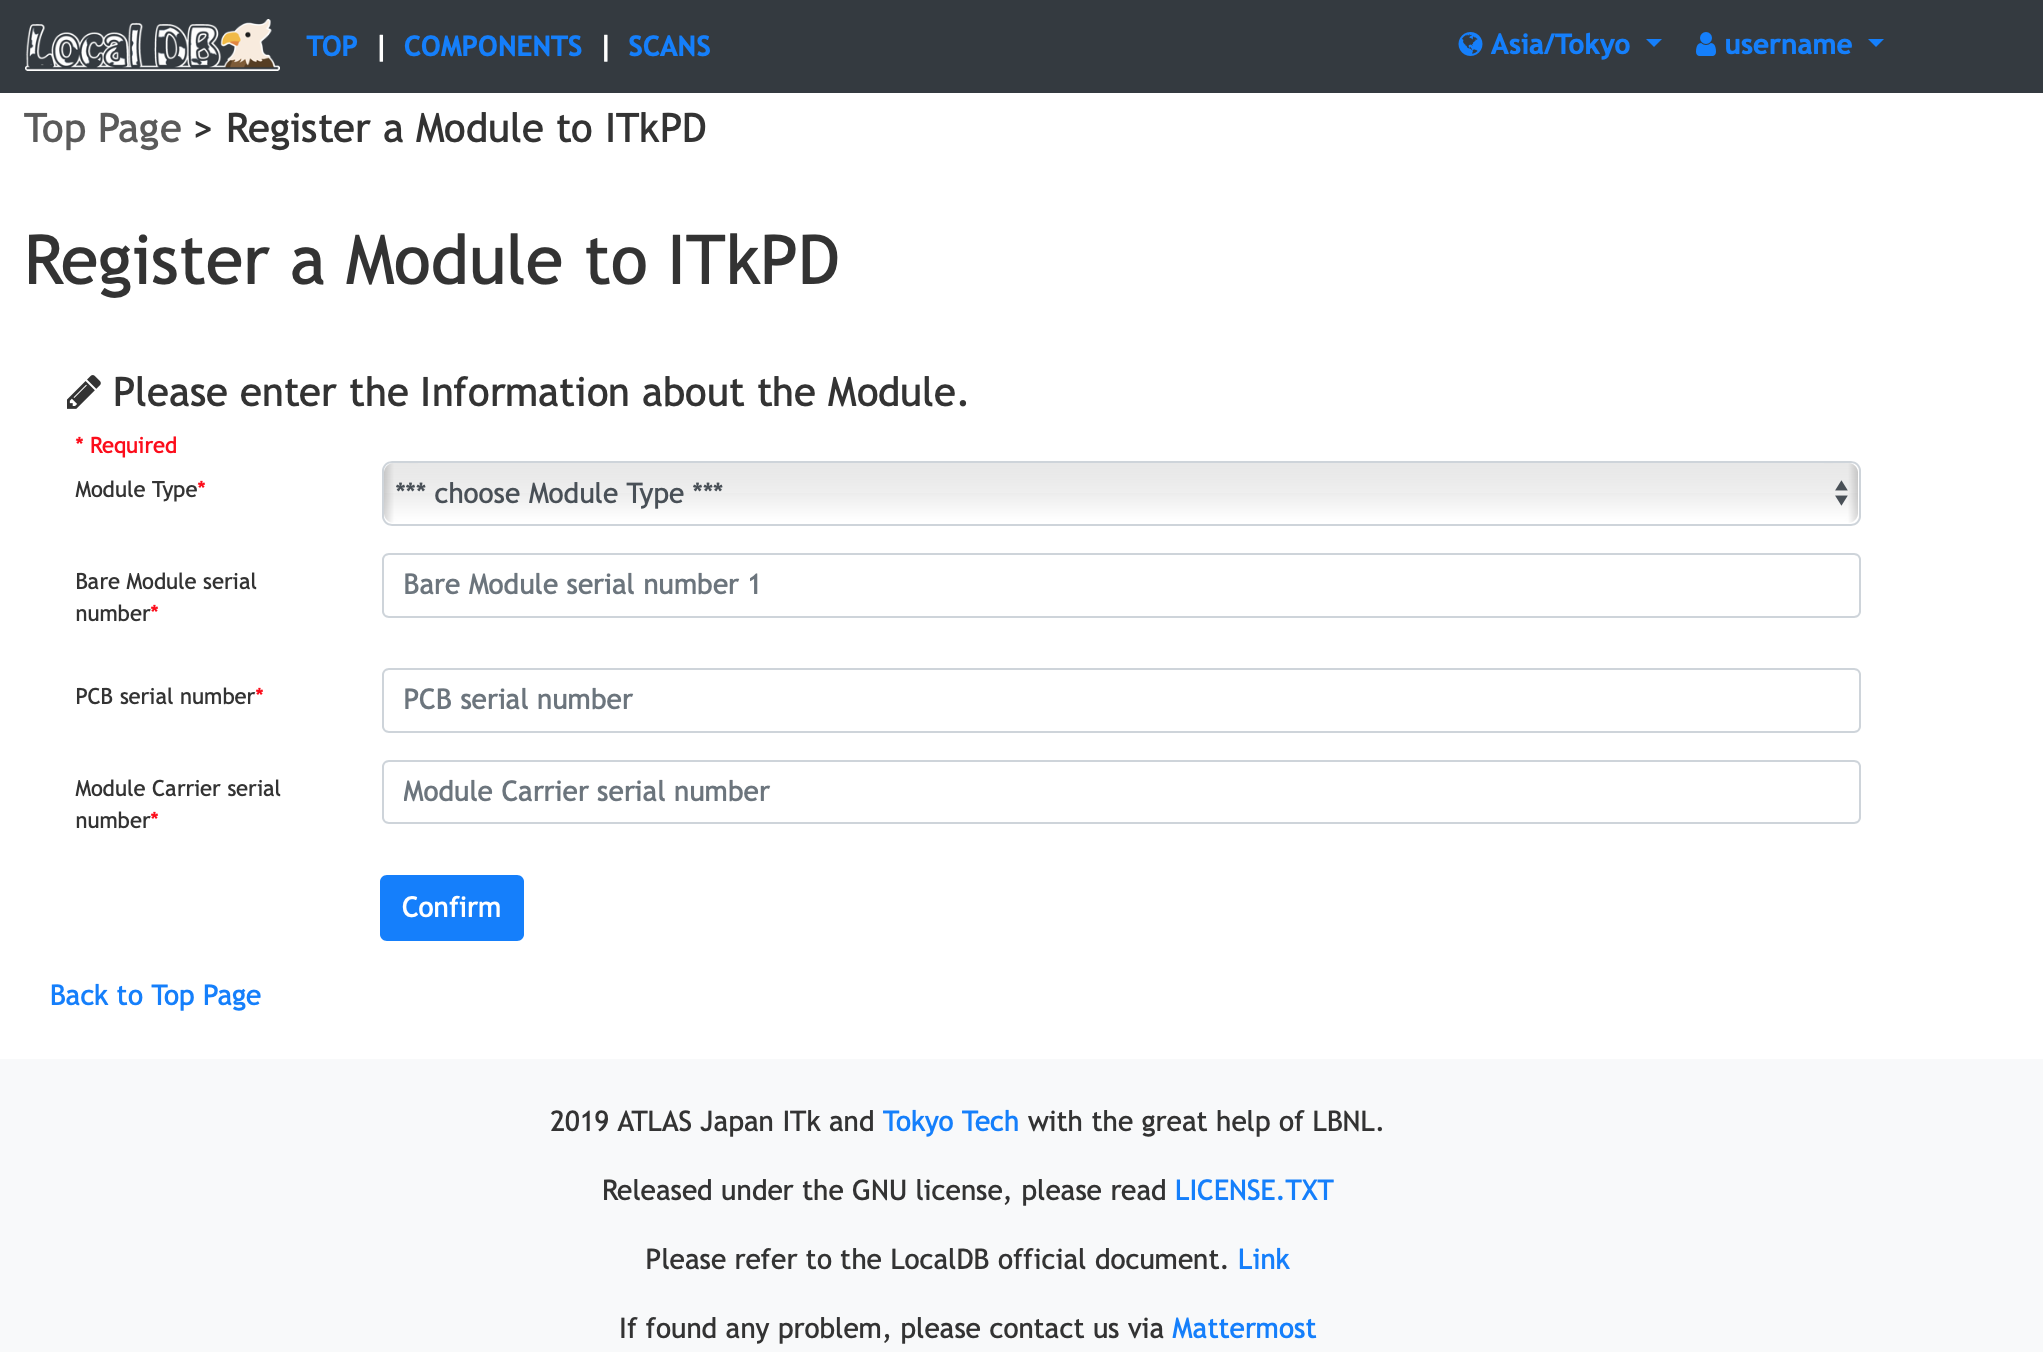 Local DB TOP | COMPONENTS | SCANS Asia/Tokyo username
Top Page > Register a Module to ITkPD
Register a Module to ITkPD
Please enter the Information about the Module.
* Required
Module Type* *** choose Module Type ***
Bare Module serial
number*
Bare Module serial number 1
PCB serial number* PCB serial number
Module Carrier serial
number*
Module Carrier serial number
Confirm
Back to Top Page
2019 ATLAS Japan ITk and Tokyo Tech with the great help of LBNL.
Released under the GNU license, please read LICENSE.TXT
Please refer to the LocalDB official document. Link
If found any problem, please contact us via Mattermost